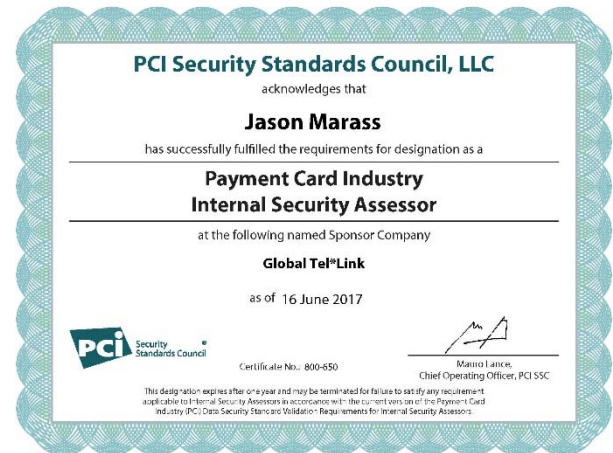 PCI Security Standards Council, LLC
acknowledges that
Jason Marass
has successfully fulfilled the requirements for designation as a
Payment Card Industry
Internal Security Assessor
at the following named Sponsor Company
Global Tel*Link
as of 16 June 2017
PCI Security
Standards Council
Certificate No.: 800-650
Mauro Lance,
Chief Operating Officer, PCI SSC
This designation expires after one year and may be terminated for failure to satisfy any requirement
applicable to Internal Security Assessors in accordance with the current version of the Payment Card
Industry (PCI) Data Security Standard Validation Requirements for Internal Security Assessors.